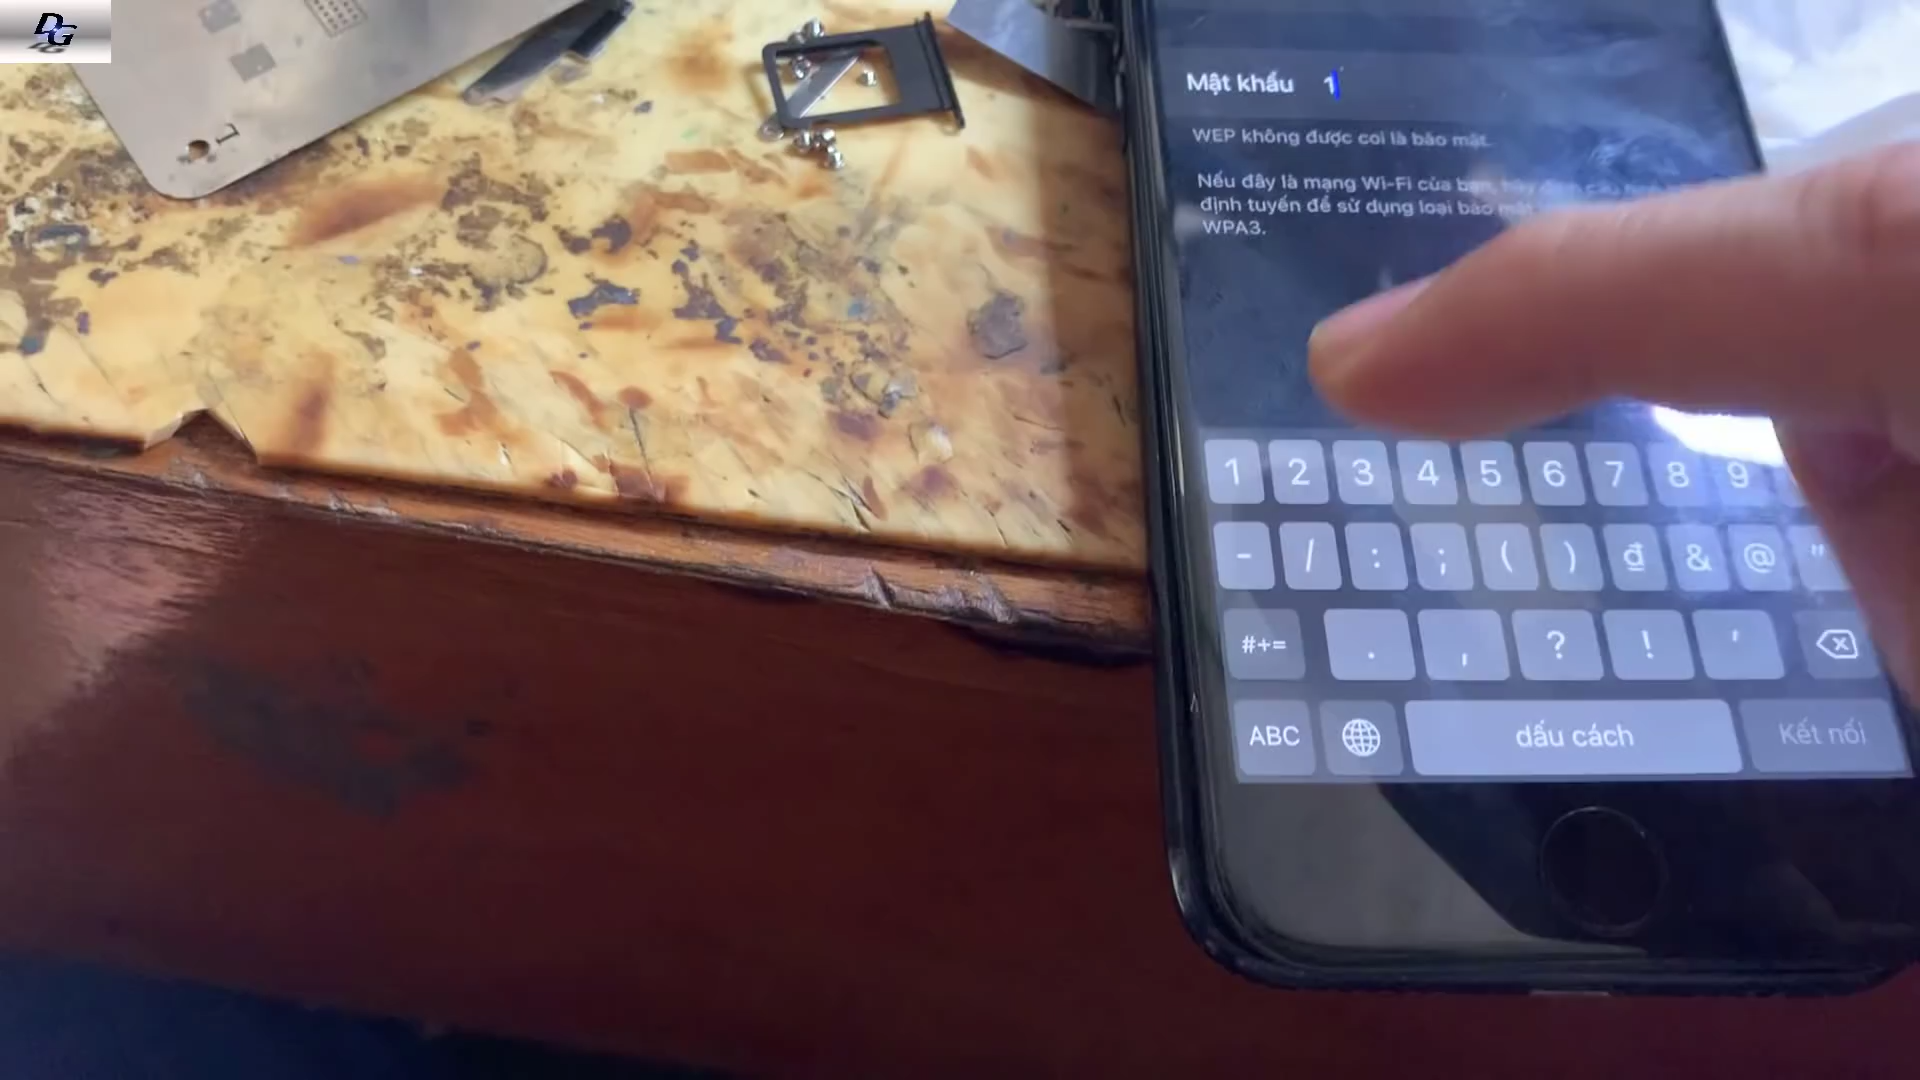 DG
Mật khẩu 1
WEP không được coi là bảo mật.
Nếu đây là mạng Wi-Fi của bạn, hãy
định tuyến để sử dụng loại bảo mật
WPA3.
1 2 3 4 5 6 7 8 9
- / : ; ( ) đ & @ "
#+= . , ? ! '
ABC dấu cách Kết nối